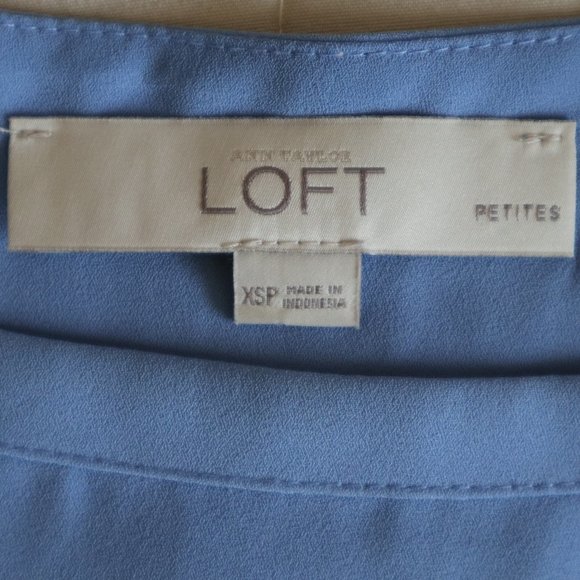 ANN TAYLOR
LOFT
PETITES
XSP MADE IN
INDONESIA